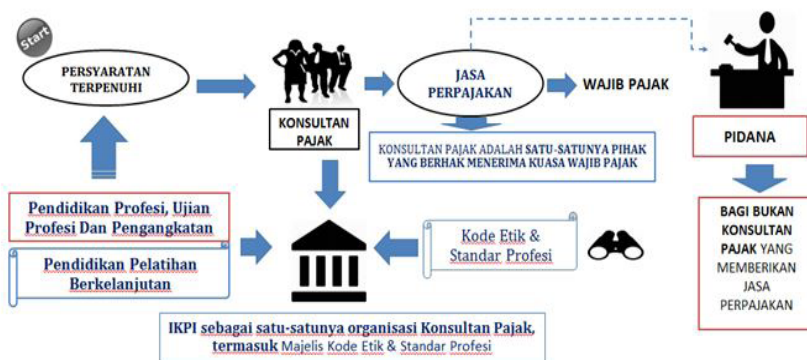 Start
PERSYARATAN
TERPENUHI
KONSULTAN
PAJAK
JASA
PERPAJAKAN
WAJIB PAJAK
KONSULTAN PAJAK ADALAH SATU-SATUNYA PIHAK
YANG BERHAK MENERIMA KUASA WAJIB PAJAK
PIDANA
BAGI BUKAN
KONSULTAN
PAJAK YANG
MEMBERIKAN
JASA
PERPAJAKAN
Pendidikan Profesi, Ujian
Profesi Dan Pengangkatan
Pendidikan Pelatihan
Berkelanjutan
Kode Etik &
Standar Profesi
IKPI sebagai satu-satunya organisasi Konsultan Pajak,
termasuk Majelis Kode Etik & Standar Profesi